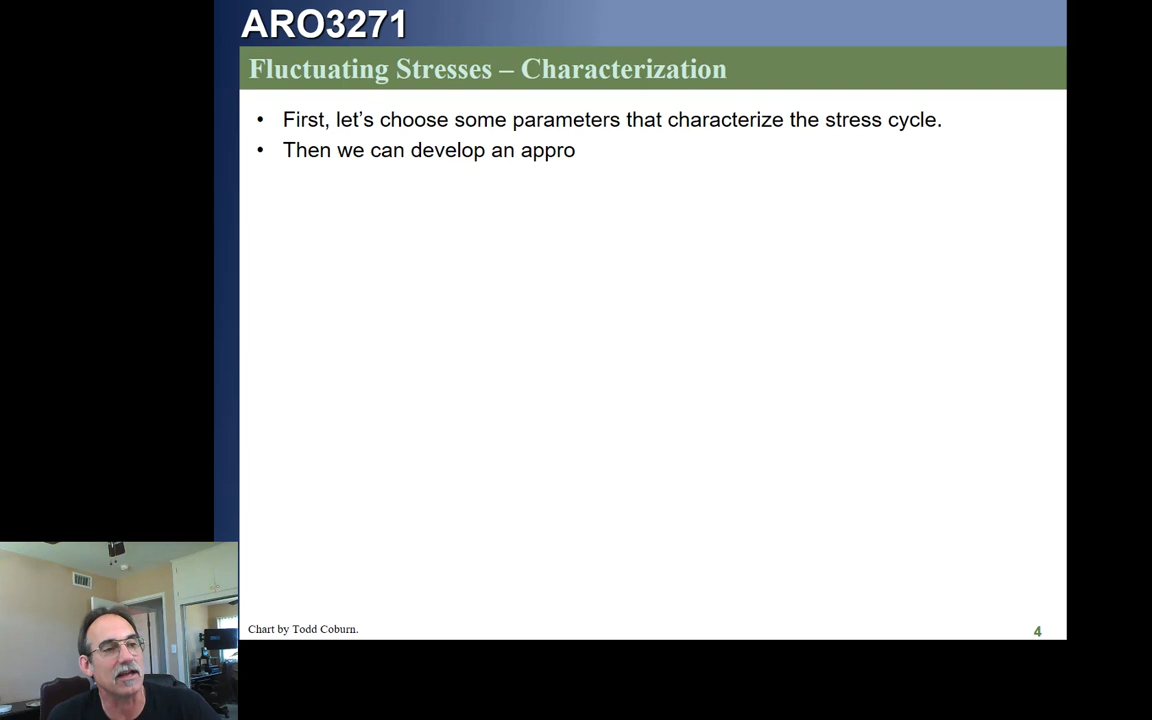 ARO3271
Fluctuating Stresses – Characterization
• First, let’s choose some parameters that characterize the stress cycle.
• Then we can develop an appro
Chart by Todd Coburn.
4